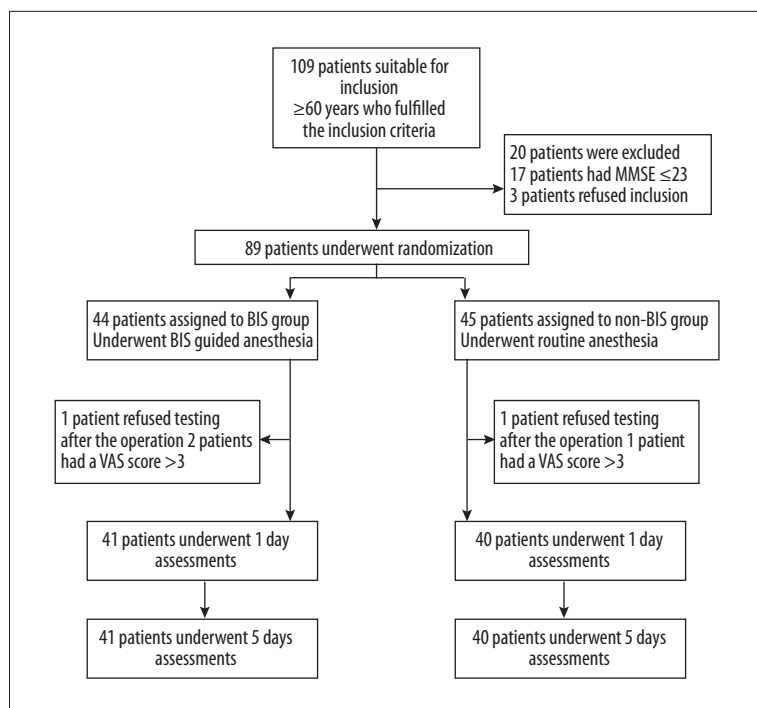 109 patients suitable for
inclusion
≥60 years who fulfilled
the inclusion criteria
20 patients were excluded
17 patients had MMSE ≤23
3 patients refused inclusion
89 patients underwent randomization
44 patients assigned to BIS group
Underwent BIS guided anesthesia
45 patients assigned to non-BIS group
Underwent routine anesthesia
1 patient refused testing
after the operation 2 patients
had a VAS score >3
1 patient refused testing
after the operation 1 patient
had a VAS score >3
41 patients underwent 1 day
assessments
40 patients underwent 1 day
assessments
41 patients underwent 5 days
assessments
40 patients underwent 5 days
assessments